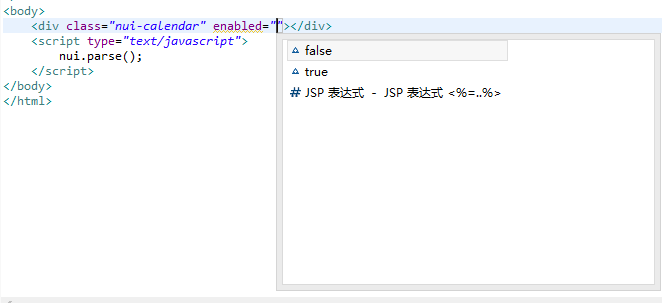 <body>
<div class="nui-calendar" enabled=""></div>
<script type="text/javascript">
nui.parse();
</script>
</body>
</html>
false
true
# JSP 表达式 - JSP 表达式 <%=..%>